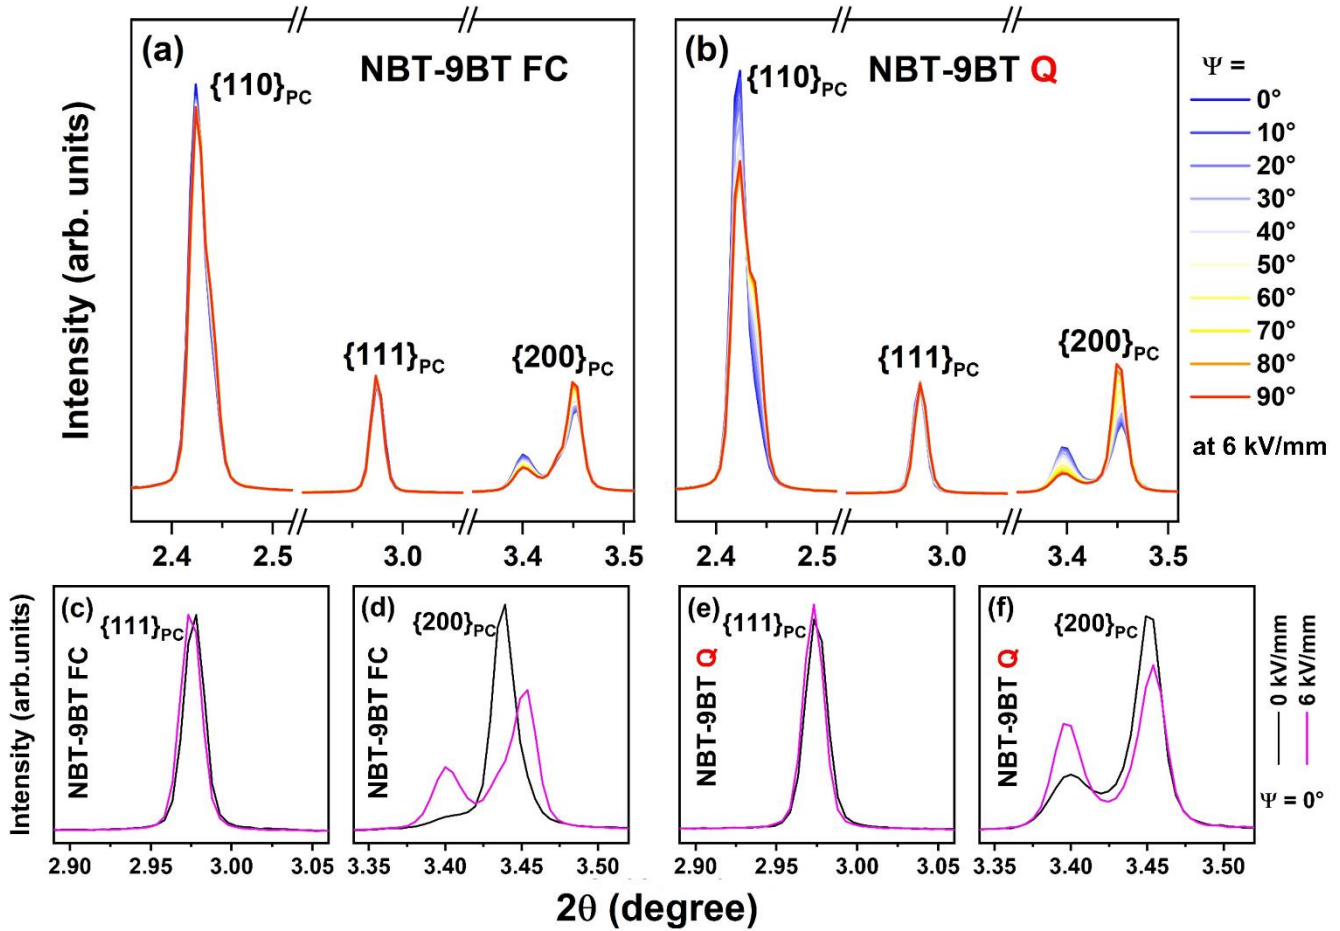 (a)
NBT-9BT FC
{110}PC
{111}PC
{200}PC
2.4 2.5 3.0 3.4 3.5
Intensity (arb. units)
(b)
NBT-9BT Q
{110}PC
{111}PC
{200}PC
2.4 2.5 3.0 3.4 3.5
Ψ =
0°
10°
20°
30°
40°
50°
60°
70°
80°
90°
at 6 kV/mm
Intensity (arb.units)
(c)
{111}PC
NBT-9BT FC
2.90 2.95 3.00 3.05
(d)
{200}PC
NBT-9BT FC
3.35 3.40 3.45 3.50
(e)
{111}PC
NBT-9BT Q
2.90 2.95 3.00 3.05
(f)
{200}PC
NBT-9BT Q
3.35 3.40 3.45 3.50
0 kV/mm
6 kV/mm
Ψ = 0°
2θ (degree)